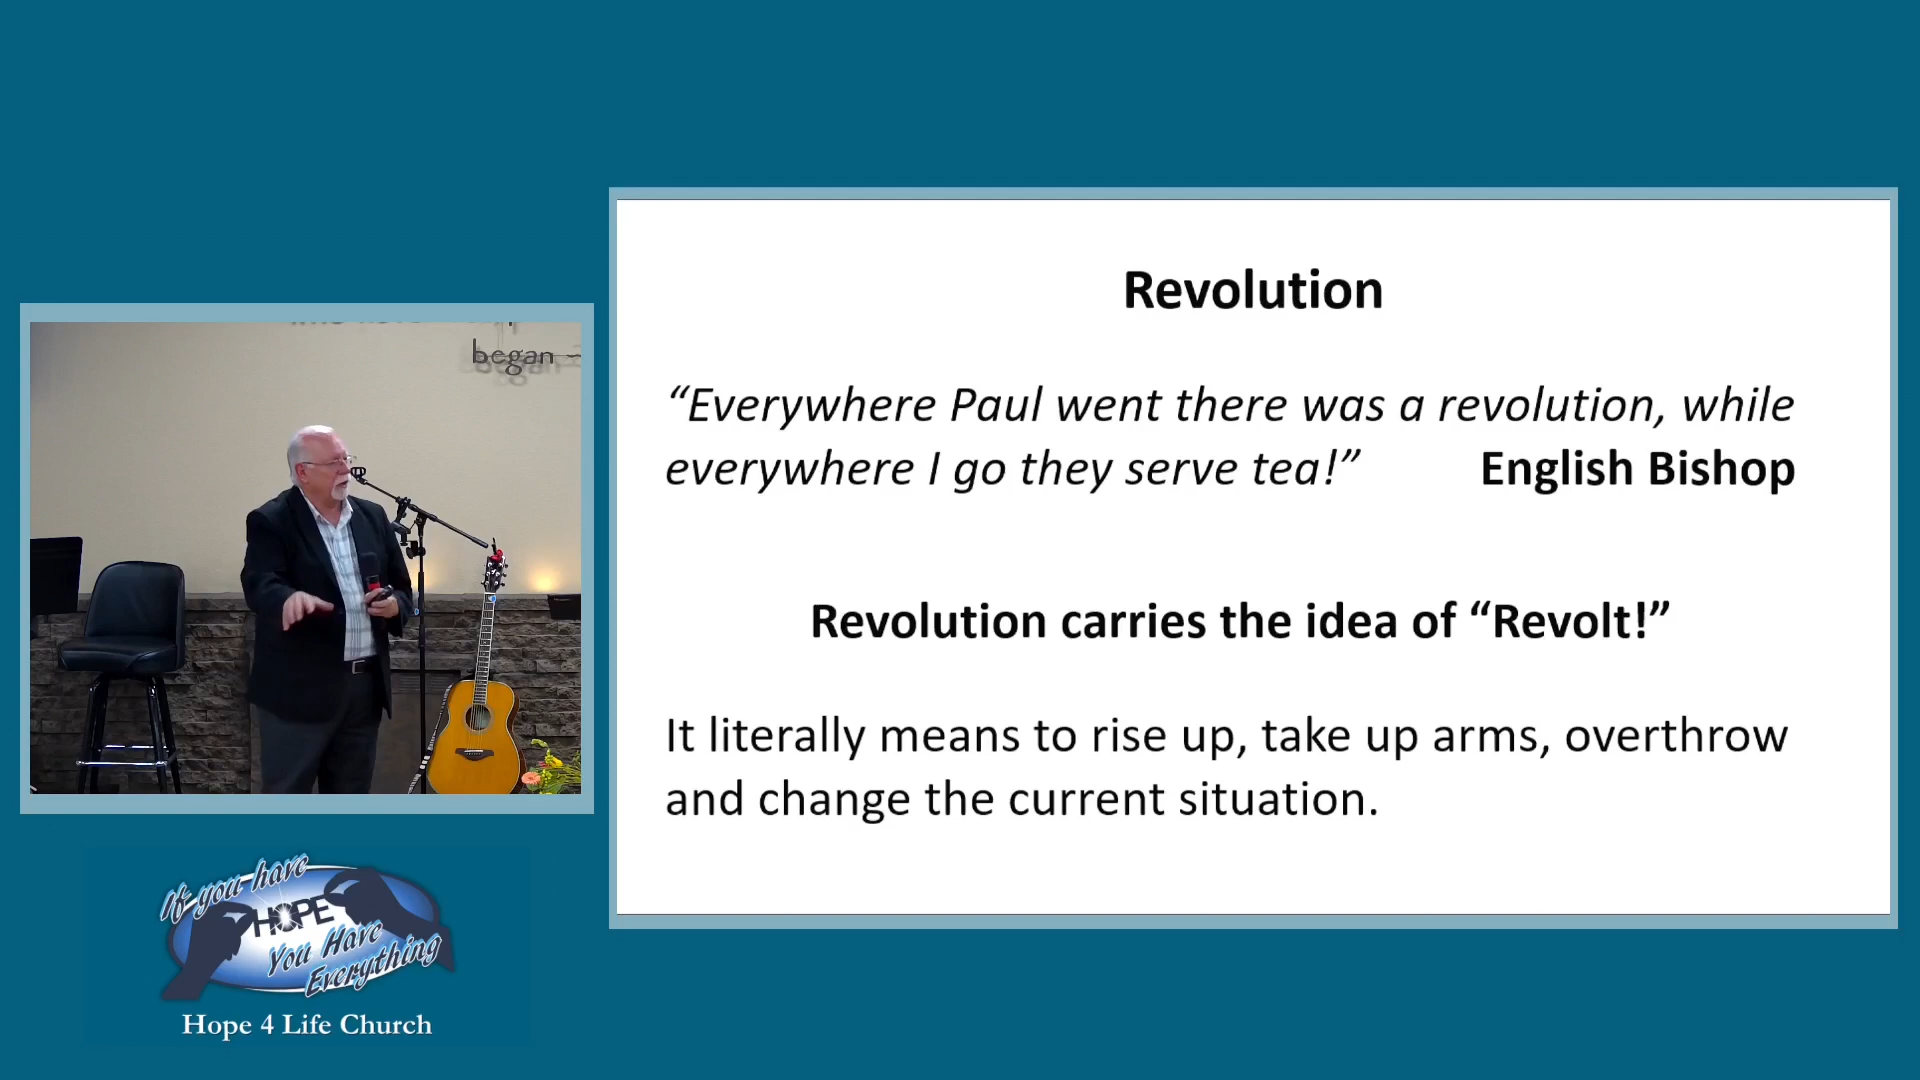 began
Revolution
“Everywhere Paul went there was a revolution, while
everywhere I go they serve tea!” English Bishop
Revolution carries the idea of “Revolt!”
It literally means to rise up, take up arms, overthrow
and change the current situation.
If you have
HOPE
You Have
Everything
Hope 4 Life Church